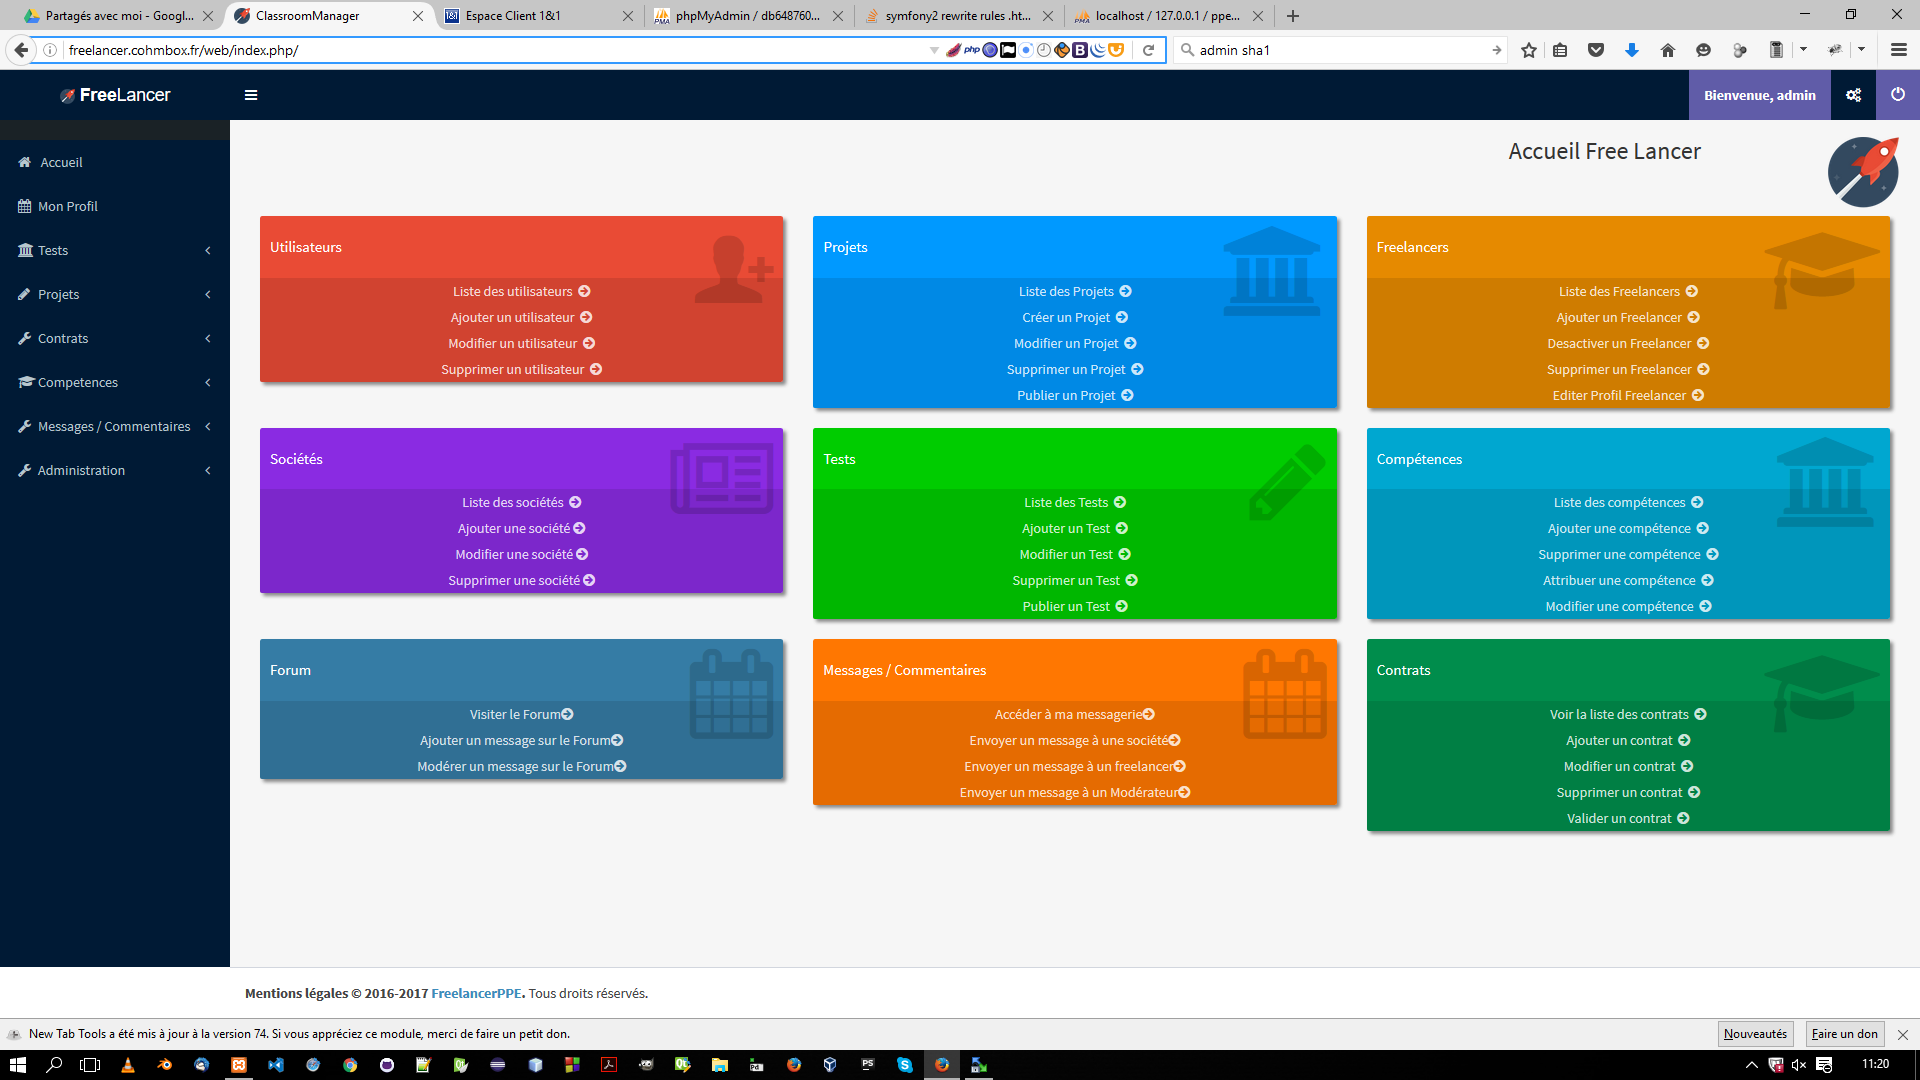 Partagés avec moi - Googl...
ClassroomManager
Espace Client 1&1
phpMyAdmin / db648760...
symfony2 rewrite rules .ht...
localhost / 127.0.0.1 / ppe...
freelancer.cohmbox.fr/web/index.php/
admin sha1
FreeLancer
Bienvenue, admin
Accueil
Mon Profil
Tests
Projets
Contrats
Competences
Messages / Commentaires
Administration
Accueil Free Lancer
Utilisateurs
Liste des utilisateurs
Ajouter un utilisateur
Modifier un utilisateur
Supprimer un utilisateur
Projets
Liste des Projets
Créer un Projet
Modifier un Projet
Supprimer un Projet
Publier un Projet
Freelancers
Liste des Freelancers
Ajouter un Freelancer
Desactiver un Freelancer
Supprimer un Freelancer
Editer Profil Freelancer
Sociétés
Liste des sociétés
Ajouter une société
Modifier une société
Supprimer une société
Tests
Liste des Tests
Ajouter un Test
Modifier un Test
Supprimer un Test
Publier un Test
Compétences
Liste des compétences
Ajouter une compétence
Supprimer une compétence
Attribuer une compétence
Modifier une compétence
Forum
Visiter le Forum
Ajouter un message sur le Forum
Modérer un message sur le Forum
Messages / Commentaires
Accéder à ma messagerie
Envoyer un message à une société
Envoyer un message à un freelancer
Envoyer un message à un Modérateur
Contrats
Voir la liste des contrats
Ajouter un contrat
Modifier un contrat
Supprimer un contrat
Valider un contrat
Mentions légales © 2016-2017 FreelancerPPE. Tous droits réservés.
New Tab Tools a été mis à jour à la version 74. Si vous appréciez ce module, merci de faire un petit don.
Nouveautés
Faire un don
11:20